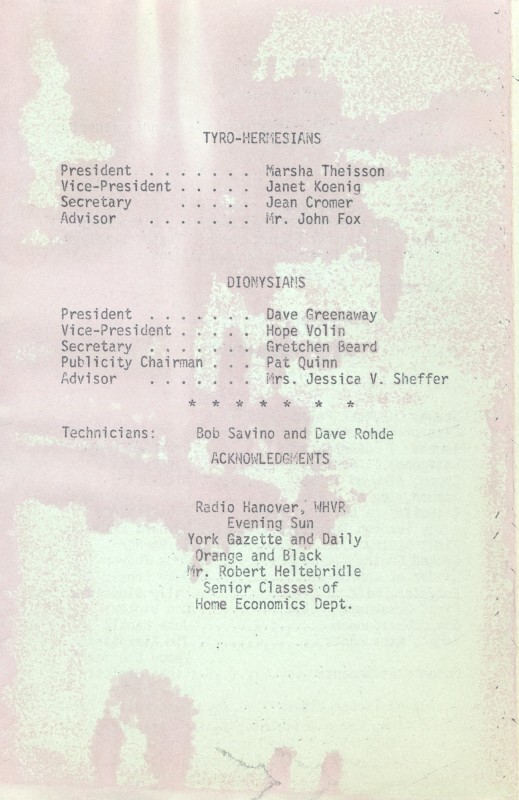 TYRO-HERMESIANS
President . . . . . . . Marsha Theisson
Vice-President . . . . . Janet Koenig
Secretary . . . . . Jean Cromer
Advisor . . . . . . . Mr. John Fox
DIONYSIANS
President . . . . . . . Dave Greenaway
Vice-President . . . . . Hope Volin
Secretary . . . . . . . Gretchen Beard
Publicity Chairman . . . Pat Quinn
Advisor . . . . . . . Mrs. Jessica V. Sheffer
* * * * * * *
Technicians: Bob Savino and Dave Rohde
ACKNOWLEDGMENTS
Radio Hanover, WHVR
Evening Sun
York Gazette and Daily
Orange and Black
Mr. Robert Heltebridle
Senior Classes of
Home Economics Dept.